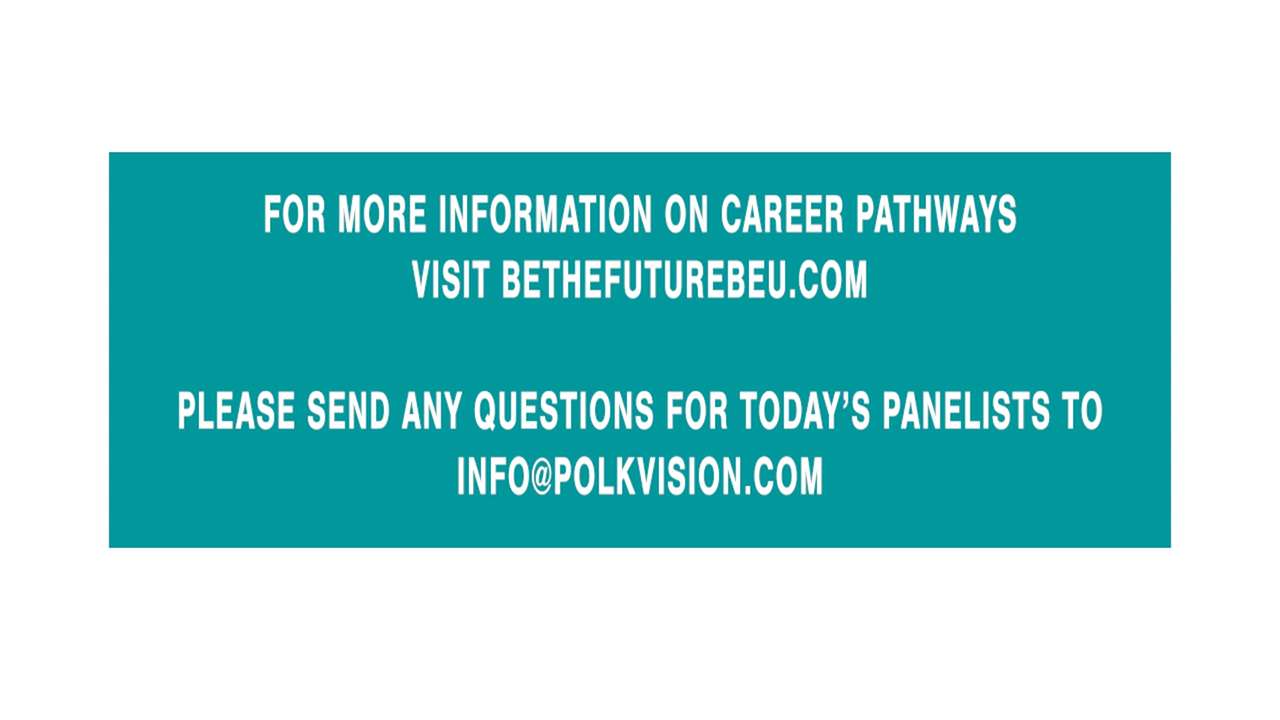 FOR MORE INFORMATION ON CAREER PATHWAYS
VISIT BETHEFUTUREBEU.COM
PLEASE SEND ANY QUESTIONS FOR TODAY’S PANELISTS TO
INFO@POLKVISION.COM